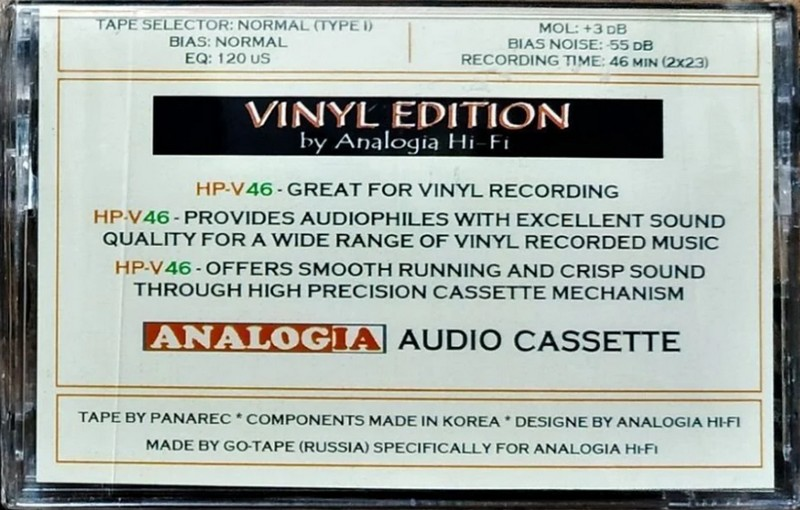 TAPE SELECTOR: NORMAL (TYPE I)
BIAS: NORMAL
EQ: 120 US
MOL: +3 DB
BIAS NOISE: -55 DB
RECORDING TIME: 46 MIN (2X23)
VINYL EDITION
by Analogia Hi-Fi
HP-V46 - GREAT FOR VINYL RECORDING
HP-V46 - PROVIDES AUDIOPHILES WITH EXCELLENT SOUND
QUALITY FOR A WIDE RANGE OF VINYL RECORDED MUSIC
HP-V46 - OFFERS SMOOTH RUNNING AND CRISP SOUND
THROUGH HIGH PRECISION CASSETTE MECHANISM
ANALOGIA AUDIO CASSETTE
TAPE BY PANAREC * COMPONENTS MADE IN KOREA * DESIGNE BY ANALOGIA HI-FI
MADE BY GO-TAPE (RUSSIA) SPECIFICALLY FOR ANALOGIA HI-FI